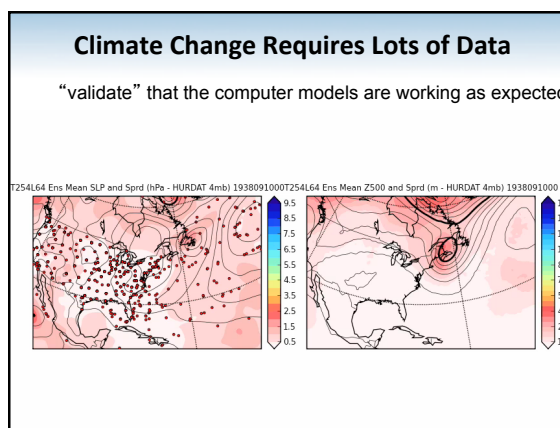 Climate Change Requires Lots of Data
“validate” that the computer models are working as expected
T254L64 Ens Mean SLP and Sprd (hPa - HURDAT 4mb) 1938091000
T254L64 Ens Mean Z500 and Sprd (m - HURDAT 4mb) 1938091000
9.5
8.5
7.5
6.5
5.5
4.5
3.5
2.5
1.5
0.5